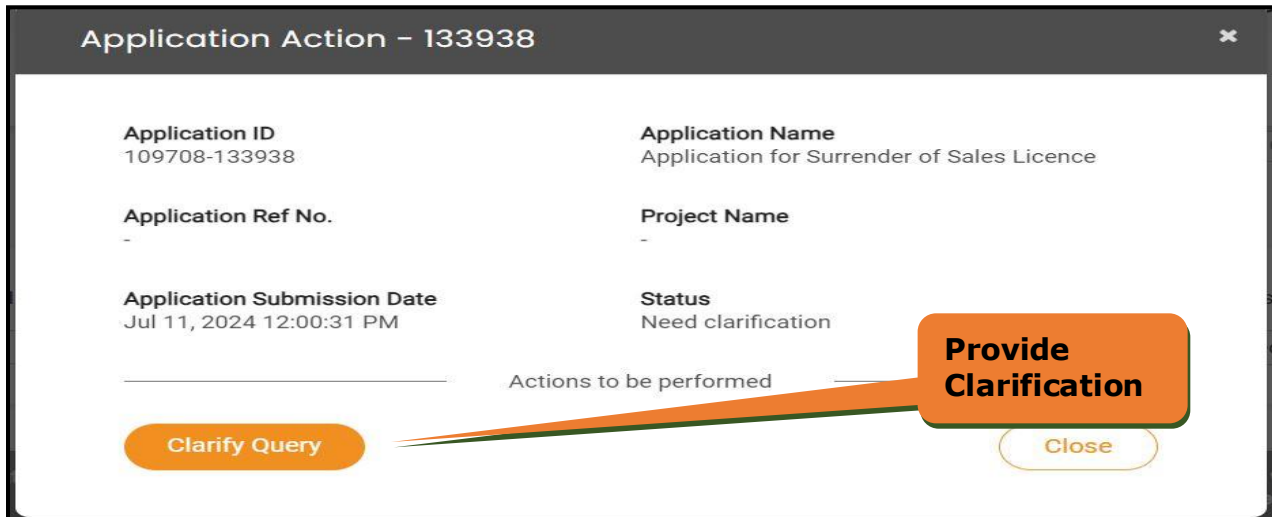 Application Action - 133938
Application ID
109708-133938
Application Name
Application for Surrender of Sales Licence
Application Ref No.
-
Project Name
-
Application Submission Date
Jul 11, 2024 12:00:31 PM
Status
Need clarification
Provide
Clarification
Actions to be performed
Clarify Query
Close